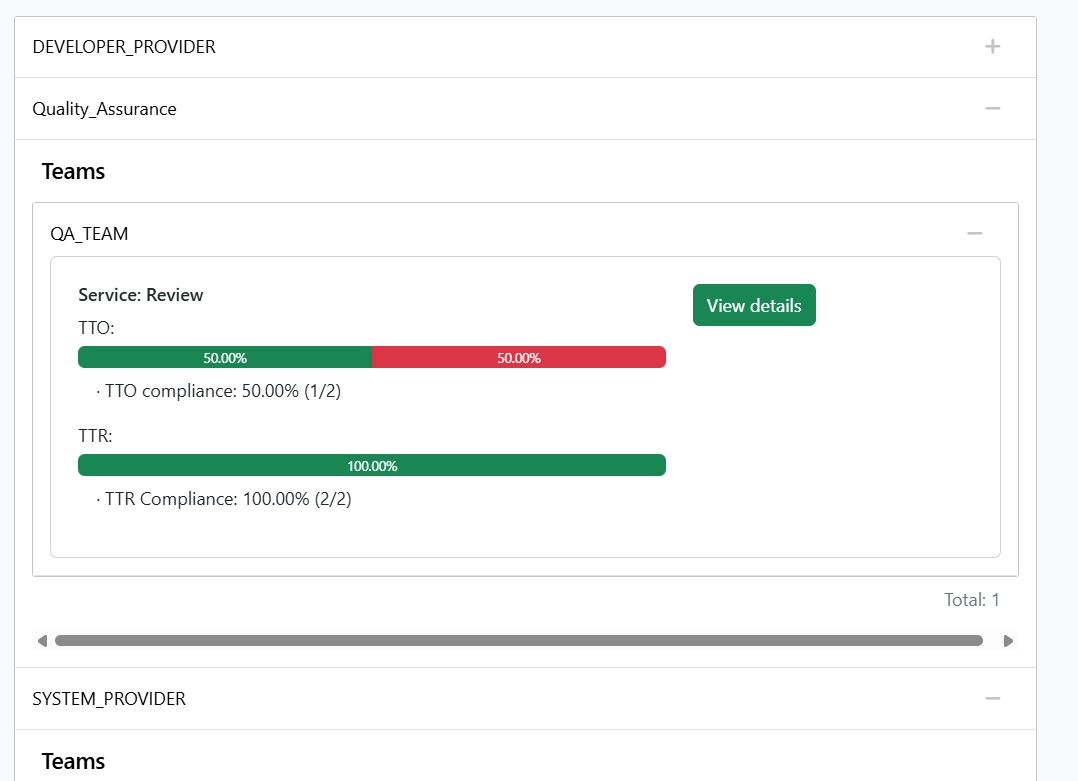 DEVELOPER_PROVIDER
Quality_Assurance
Teams
QA_TEAM
Service: Review
View details
TTO:
50.00% 50.00%
· TTO compliance: 50.00% (1/2)
TTR:
100.00%
· TTR Compliance: 100.00% (2/2)
Total: 1
SYSTEM_PROVIDER
Teams